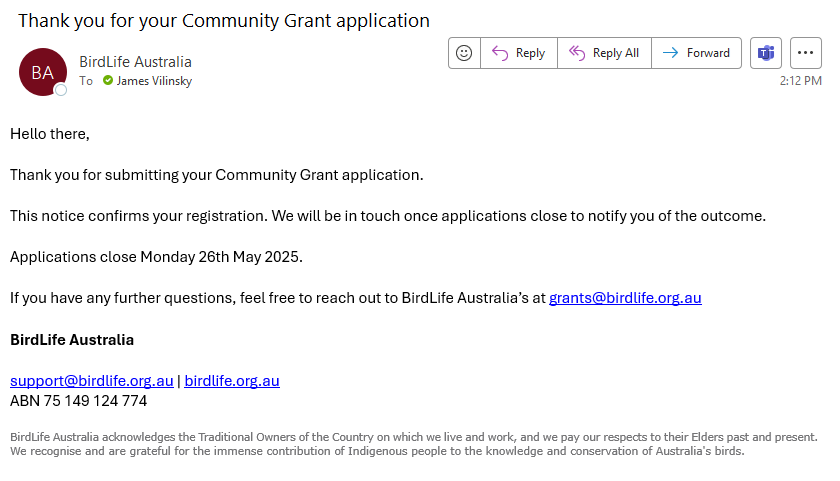 Thank you for your Community Grant application
BA
BirdLife Australia
To James Vilinsky
Reply
Reply All
Forward
2:12 PM
Hello there,
Thank you for submitting your Community Grant application.
This notice confirms your registration. We will be in touch once applications close to notify you of the outcome.
Applications close Monday 26th May 2025.
If you have any further questions, feel free to reach out to BirdLife Australia’s at grants@birdlife.org.au
BirdLife Australia
support@birdlife.org.au | birdlife.org.au
ABN 75 149 124 774
BirdLife Australia acknowledges the Traditional Owners of the Country on which we live and work, and we pay our respects to their Elders past and present.
We recognise and are grateful for the immense contribution of Indigenous people to the knowledge and conservation of Australia's birds.